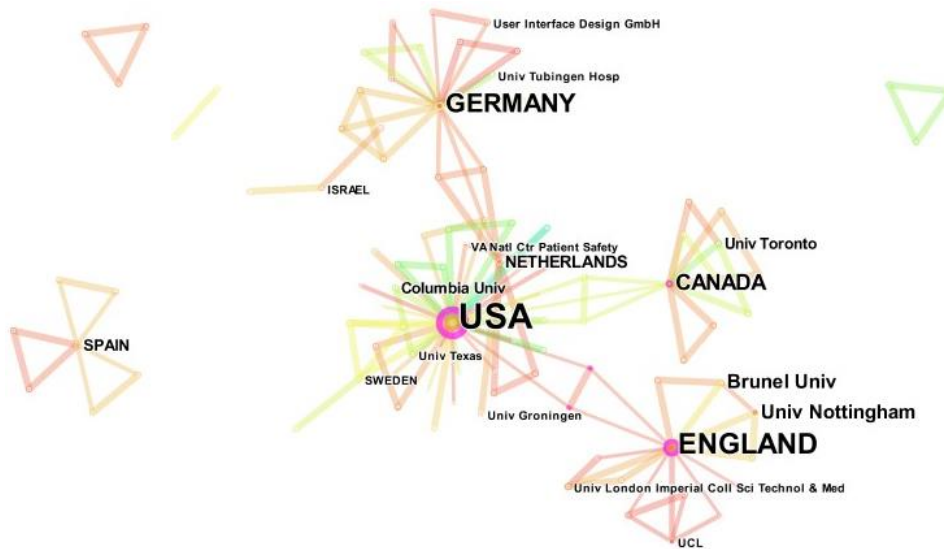 User Interface Design GmbH
Univ Tubingen Hosp
GERMANY
ISRAEL
VA Natl Ctr Patient Safety
Univ Toronto
NETHERLANDS
CANADA
Columbia Univ
USA
SPAIN
Univ Texas
SWEDEN
Brunel Univ
Univ Groningen
Univ Nottingham
ENGLAND
Univ London Imperial Coll Sci Technol & Med
UCL